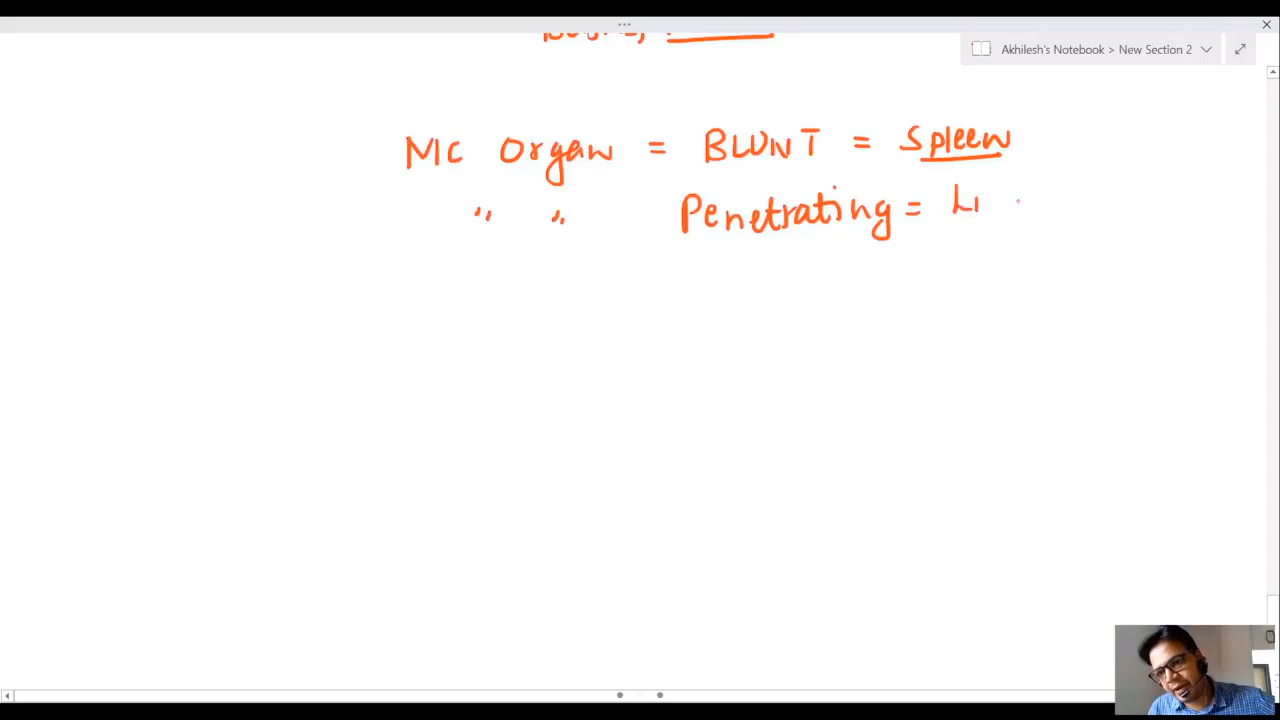 Akhilesh's Notebook > New Section 2
MC Organ = BLUNT = Spleen
" " Penetrating = Li